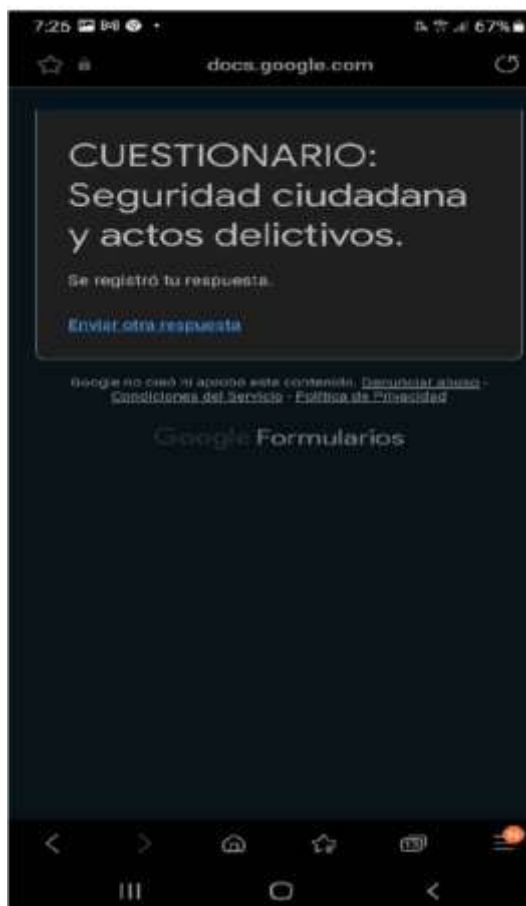 7:26
67%
docs.google.com
CUESTIONARIO:
Seguridad ciudadana
y actos delictivos.
Se registró tu respuesta.
Enviar otra respuesta
Google no creó ni aprobó este contenido. Denunciar abuso -
Condiciones del Servicio - Política de Privacidad
Google Formularios